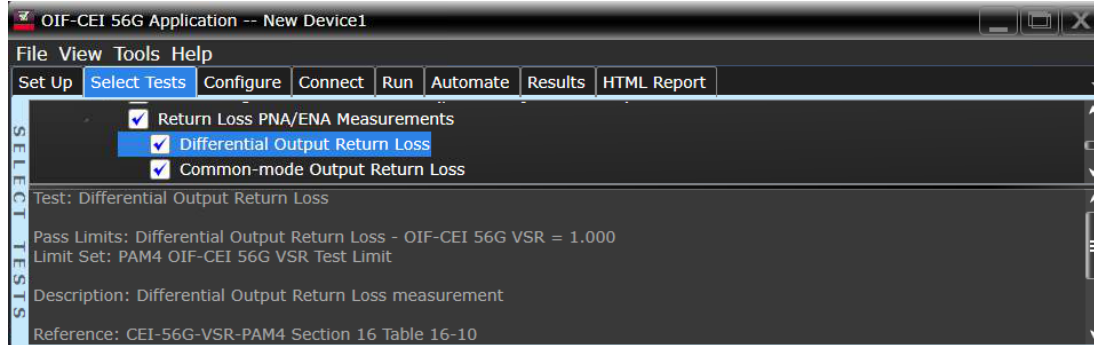 OIF-CEI 56G Application -- New Device1
File View Tools Help
Set Up Select Tests Configure Connect Run Automate Results HTML Report
Return Loss PNA/ENA Measurements
Differential Output Return Loss
Common-mode Output Return Loss
SELECT TESTS
Test: Differential Output Return Loss
Pass Limits: Differential Output Return Loss - OIF-CEI 56G VSR = 1.000
Limit Set: PAM4 OIF-CEI 56G VSR Test Limit
Description: Differential Output Return Loss measurement
Reference: CEI-56G-VSR-PAM4 Section 16 Table 16-10